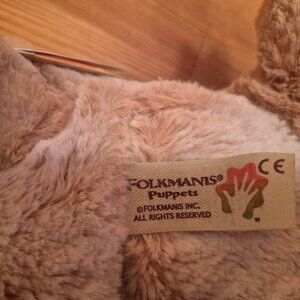 FOLKMANIS®
Puppets
©FOLKMANIS INC.
ALL RIGHTS RESERVED
CE